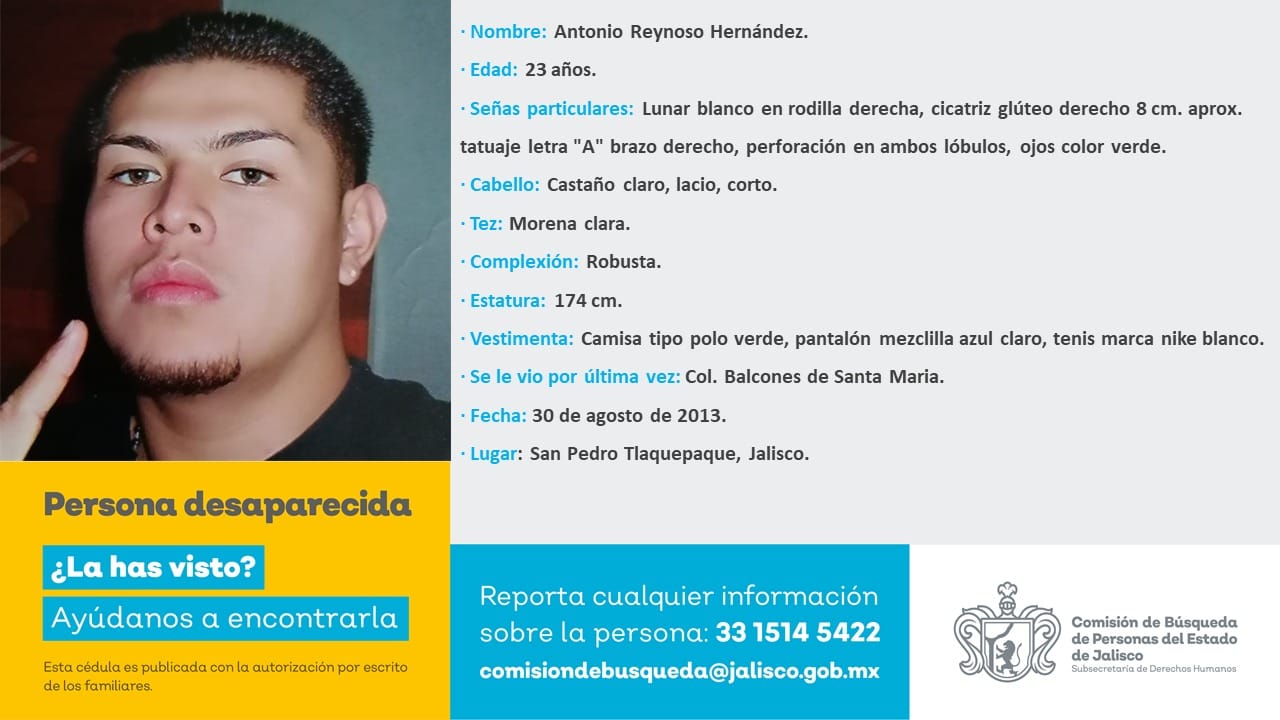 · Nombre: Antonio Reynoso Hernández.
· Edad: 23 años.
· Señas particulares: Lunar blanco en rodilla derecha, cicatriz glúteo derecho 8 cm. aprox.
tatuaje letra "A" brazo derecho, perforación en ambos lóbulos, ojos color verde.
· Cabello: Castaño claro, lacio, corto.
· Tez: Morena clara.
· Complexión: Robusta.
· Estatura: 174 cm.
· Vestimenta: Camisa tipo polo verde, pantalón mezclilla azul claro, tenis marca nike blanco.
· Se le vio por última vez: Col. Balcones de Santa Maria.
· Fecha: 30 de agosto de 2013.
· Lugar: San Pedro Tlaquepaque, Jalisco.
Persona desaparecida
¿La has visto?
Ayúdanos a encontrarla
Esta cédula es publicada con la autorización por escrito
de los familiares.
Reporta cualquier información
sobre la persona: 33 1514 5422
comisiondebusqueda@jalisco.gob.mx
Comisión de Búsqueda
de Personas del Estado
de Jalisco
Subsecretaría de Derechos Humanos